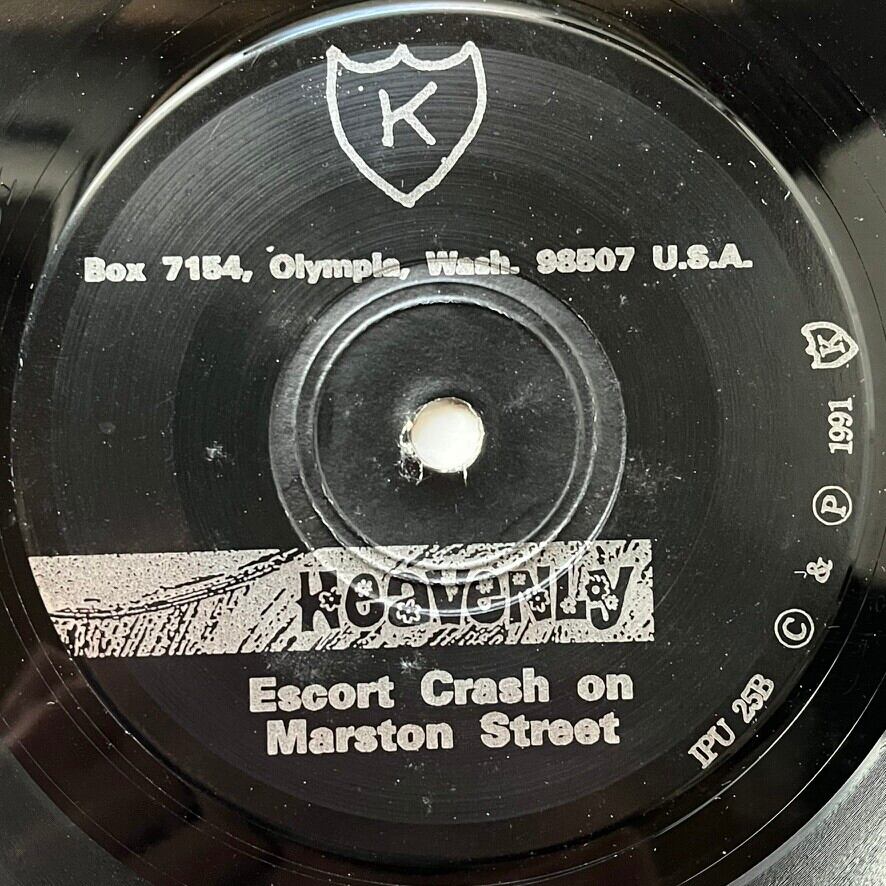 K
Box 7154, Olympia, Wash. 98507 U.S.A.
Heavenly
Escort Crash on
Marston Street
IPU 25B © & ℗ 1991 K